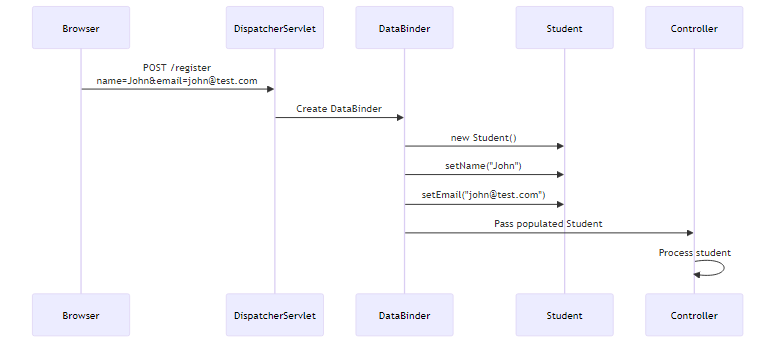 Browser
DispatcherServlet
DataBinder
Student
Controller
POST /register
name=John&email=john@test.com
Create DataBinder
new Student()
setName("John")
setEmail("john@test.com")
Pass populated Student
Process student
Browser
DispatcherServlet
DataBinder
Student
Controller